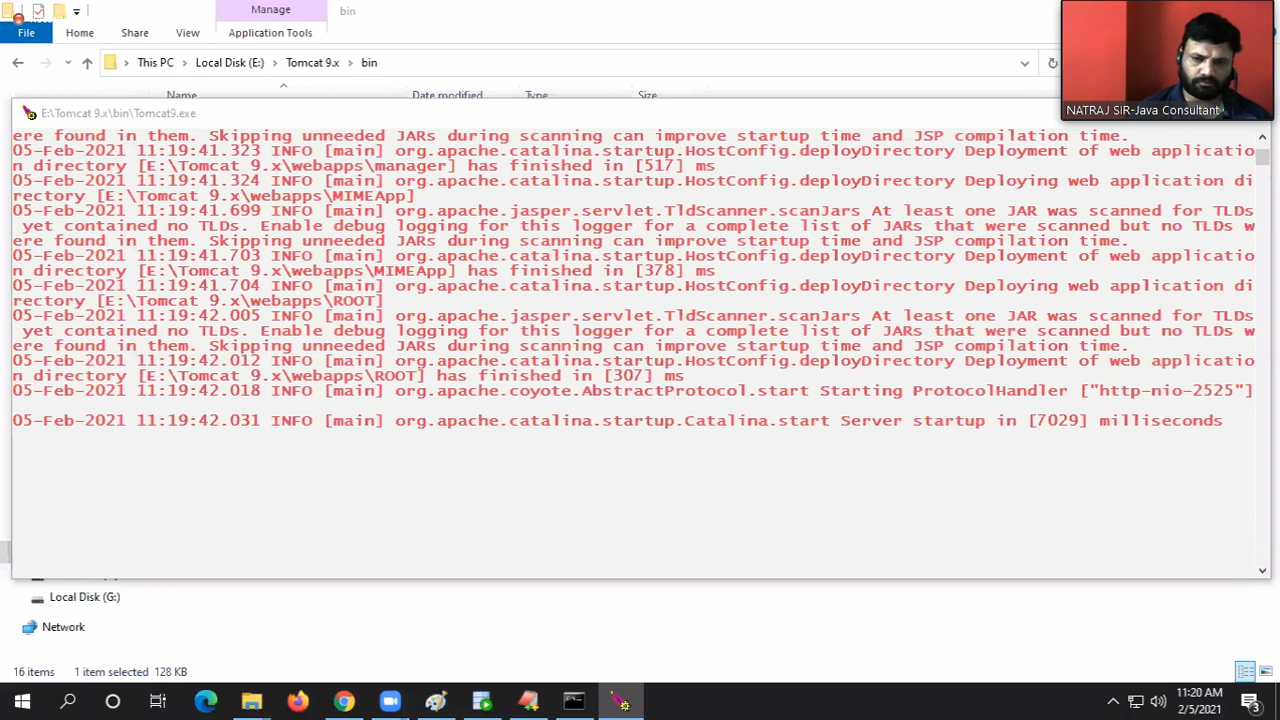 Manage
bin
File
Home
Share
View
Application Tools
This PC
Local Disk (E:)
Tomcat 9.x
bin
Name
Date modified
Type
Size
NATRAJ SIR-Java Consultant
E:\Tomcat 9.x\bin\Tomcat9.exe
ere found in them. Skipping unneeded JARs during scanning can improve startup time and JSP compilation time.
05-Feb-2021 11:19:41.323 INFO [main] org.apache.catalina.startup.HostConfig.deployDirectory Deployment of web applicatio
n directory [E:\Tomcat 9.x\webapps\manager] has finished in [517] ms
05-Feb-2021 11:19:41.324 INFO [main] org.apache.catalina.startup.HostConfig.deployDirectory Deploying web application di
rectory [E:\Tomcat 9.x\webapps\MIMEApp]
05-Feb-2021 11:19:41.699 INFO [main] org.apache.jasper.servlet.TldScanner.scanJars At least one JAR was scanned for TLDs
yet contained no TLDs. Enable debug logging for this logger for a complete list of JARs that were scanned but no TLDs w
ere found in them. Skipping unneeded JARs during scanning can improve startup time and JSP compilation time.
05-Feb-2021 11:19:41.703 INFO [main] org.apache.catalina.startup.HostConfig.deployDirectory Deployment of web applicatio
n directory [E:\Tomcat 9.x\webapps\MIMEApp] has finished in [378] ms
05-Feb-2021 11:19:41.704 INFO [main] org.apache.catalina.startup.HostConfig.deployDirectory Deploying web application di
rectory [E:\Tomcat 9.x\webapps\ROOT]
05-Feb-2021 11:19:42.005 INFO [main] org.apache.jasper.servlet.TldScanner.scanJars At least one JAR was scanned for TLDs
yet contained no TLDs. Enable debug logging for this logger for a complete list of JARs that were scanned but no TLDs w
ere found in them. Skipping unneeded JARs during scanning can improve startup time and JSP compilation time.
05-Feb-2021 11:19:42.012 INFO [main] org.apache.catalina.startup.HostConfig.deployDirectory Deployment of web applicatio
n directory [E:\Tomcat 9.x\webapps\ROOT] has finished in [307] ms
05-Feb-2021 11:19:42.018 INFO [main] org.apache.coyote.AbstractProtocol.start Starting ProtocolHandler ["http-nio-2525"]
05-Feb-2021 11:19:42.031 INFO [main] org.apache.catalina.startup.Catalina.start Server startup in [7029] milliseconds
Local Disk (G:)
Network
16 items
1 item selected 128 KB
11:20 AM
2/5/2021
3